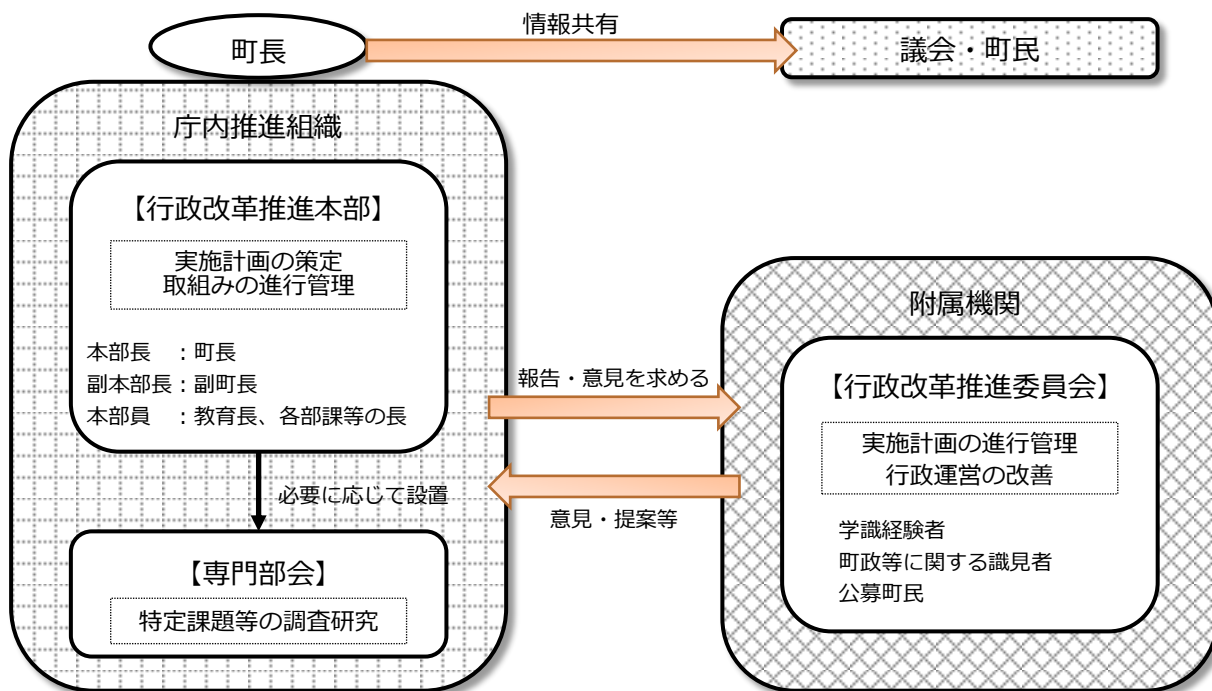 町長
情報共有
議会・町民
庁内推進組織
【行政改革推進本部】
実施計画の策定
取組みの進行管理
本部長　：町長
副本部長：副町長
本部員　：教育長、各部課等の長
必要に応じて設置
【専門部会】
特定課題等の調査研究
報告・意見を求める
意見・提案等
附属機関
【行政改革推進委員会】
実施計画の進行管理
行政運営の改善
学識経験者
町政等に関する識見者
公募町民